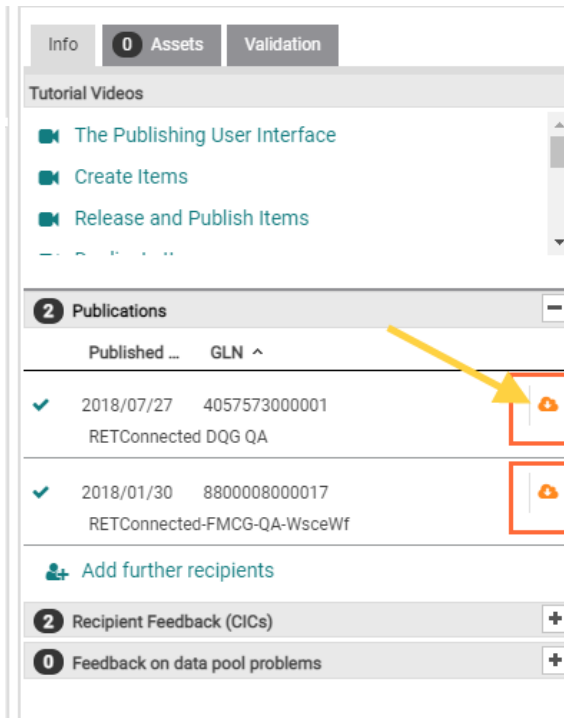 Info 0 Assets Validation
Tutorial Videos
The Publishing User Interface
Create Items
Release and Publish Items
2 Publications
Published ... GLN
2018/07/27 4057573000001
RETConnected DQG QA
2018/01/30 8800008000017
RETConnected-FMCG-QA-WsceWf
Add further recipients
2 Recipient Feedback (CICs)
0 Feedback on data pool problems